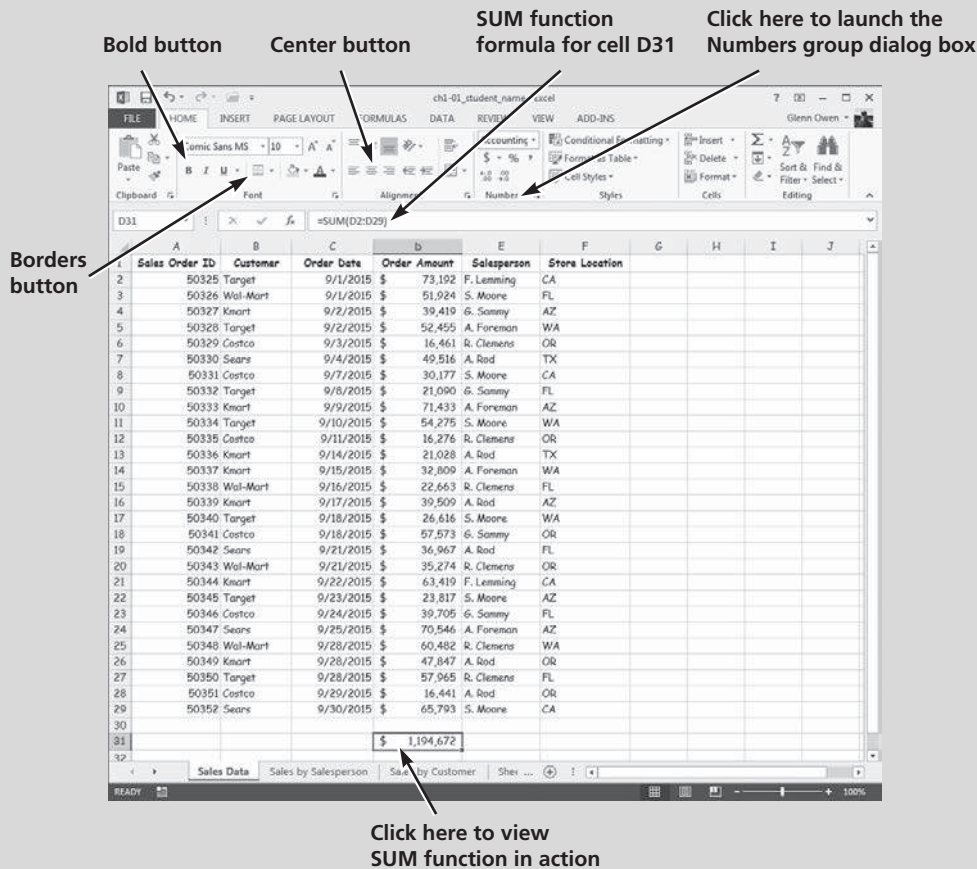 SUM function
formula for cell D31
Click here to launch the
Numbers group dialog box
Bold button
Center button
Borders
button
ch1-01_student_name - Excel
FILE HOME INSERT PAGE LAYOUT FORMULAS DATA REVIEW VIEW ADD-INS Glenn Owen
Paste
Comic Sans MS 10
B I U
Accounting
$ % ,
Conditional Formatting
Format as Table
Cell Styles
Insert
Delete
Format
Sort & Filter
Find & Select
Clipboard Font Alignment Number Styles Cells Editing
D31 fx =SUM(D2:D29)
A B C D E F G H I J
1 Sales Order ID Customer Order Date Order Amount Salesperson Store Location
2 50325 Target 9/1/2015 $ 73,192 F. Lemming CA
3 50326 Wal-Mart 9/1/2015 $ 51,924 S. Moore FL
4 50327 Kmart 9/2/2015 $ 39,419 G. Sammy AZ
5 50328 Target 9/2/2015 $ 52,455 A. Foreman WA
6 50329 Costco 9/3/2015 $ 16,461 R. Clemens OR
7 50330 Sears 9/4/2015 $ 49,516 A. Rod TX
8 50331 Costco 9/7/2015 $ 30,177 S. Moore CA
9 50332 Target 9/8/2015 $ 21,090 G. Sammy FL
10 50333 Kmart 9/9/2015 $ 71,433 A. Foreman AZ
11 50334 Target 9/10/2015 $ 54,275 S. Moore WA
12 50335 Costco 9/11/2015 $ 16,276 R. Clemens OR
13 50336 Kmart 9/14/2015 $ 21,028 A. Rod TX
14 50337 Kmart 9/15/2015 $ 32,809 A. Foreman WA
15 50338 Wal-Mart 9/16/2015 $ 22,663 R. Clemens FL
16 50339 Kmart 9/17/2015 $ 39,509 A. Rod AZ
17 50340 Target 9/18/2015 $ 26,616 S. Moore WA
18 50341 Costco 9/18/2015 $ 57,573 G. Sammy OR
19 50342 Sears 9/21/2015 $ 36,967 A. Rod FL
20 50343 Wal-Mart 9/21/2015 $ 35,274 R. Clemens OR
21 50344 Kmart 9/22/2015 $ 63,419 F. Lemming CA
22 50345 Target 9/23/2015 $ 23,817 S. Moore AZ
23 50346 Costco 9/24/2015 $ 39,705 G. Sammy FL
24 50347 Sears 9/25/2015 $ 70,546 A. Foreman AZ
25 50348 Wal-Mart 9/28/2015 $ 60,482 R. Clemens WA
26 50349 Kmart 9/28/2015 $ 47,847 A. Rod OR
27 50350 Target 9/28/2015 $ 57,965 R. Clemens FL
28 50351 Costco 9/29/2015 $ 16,441 A. Rod OR
29 50352 Sears 9/30/2015 $ 65,793 S. Moore CA
30
31 $ 1,194,672
32
Sales Data Sales by Salesperson Sales by Customer Shee ...
READY 100%
Click here to view
SUM function in action